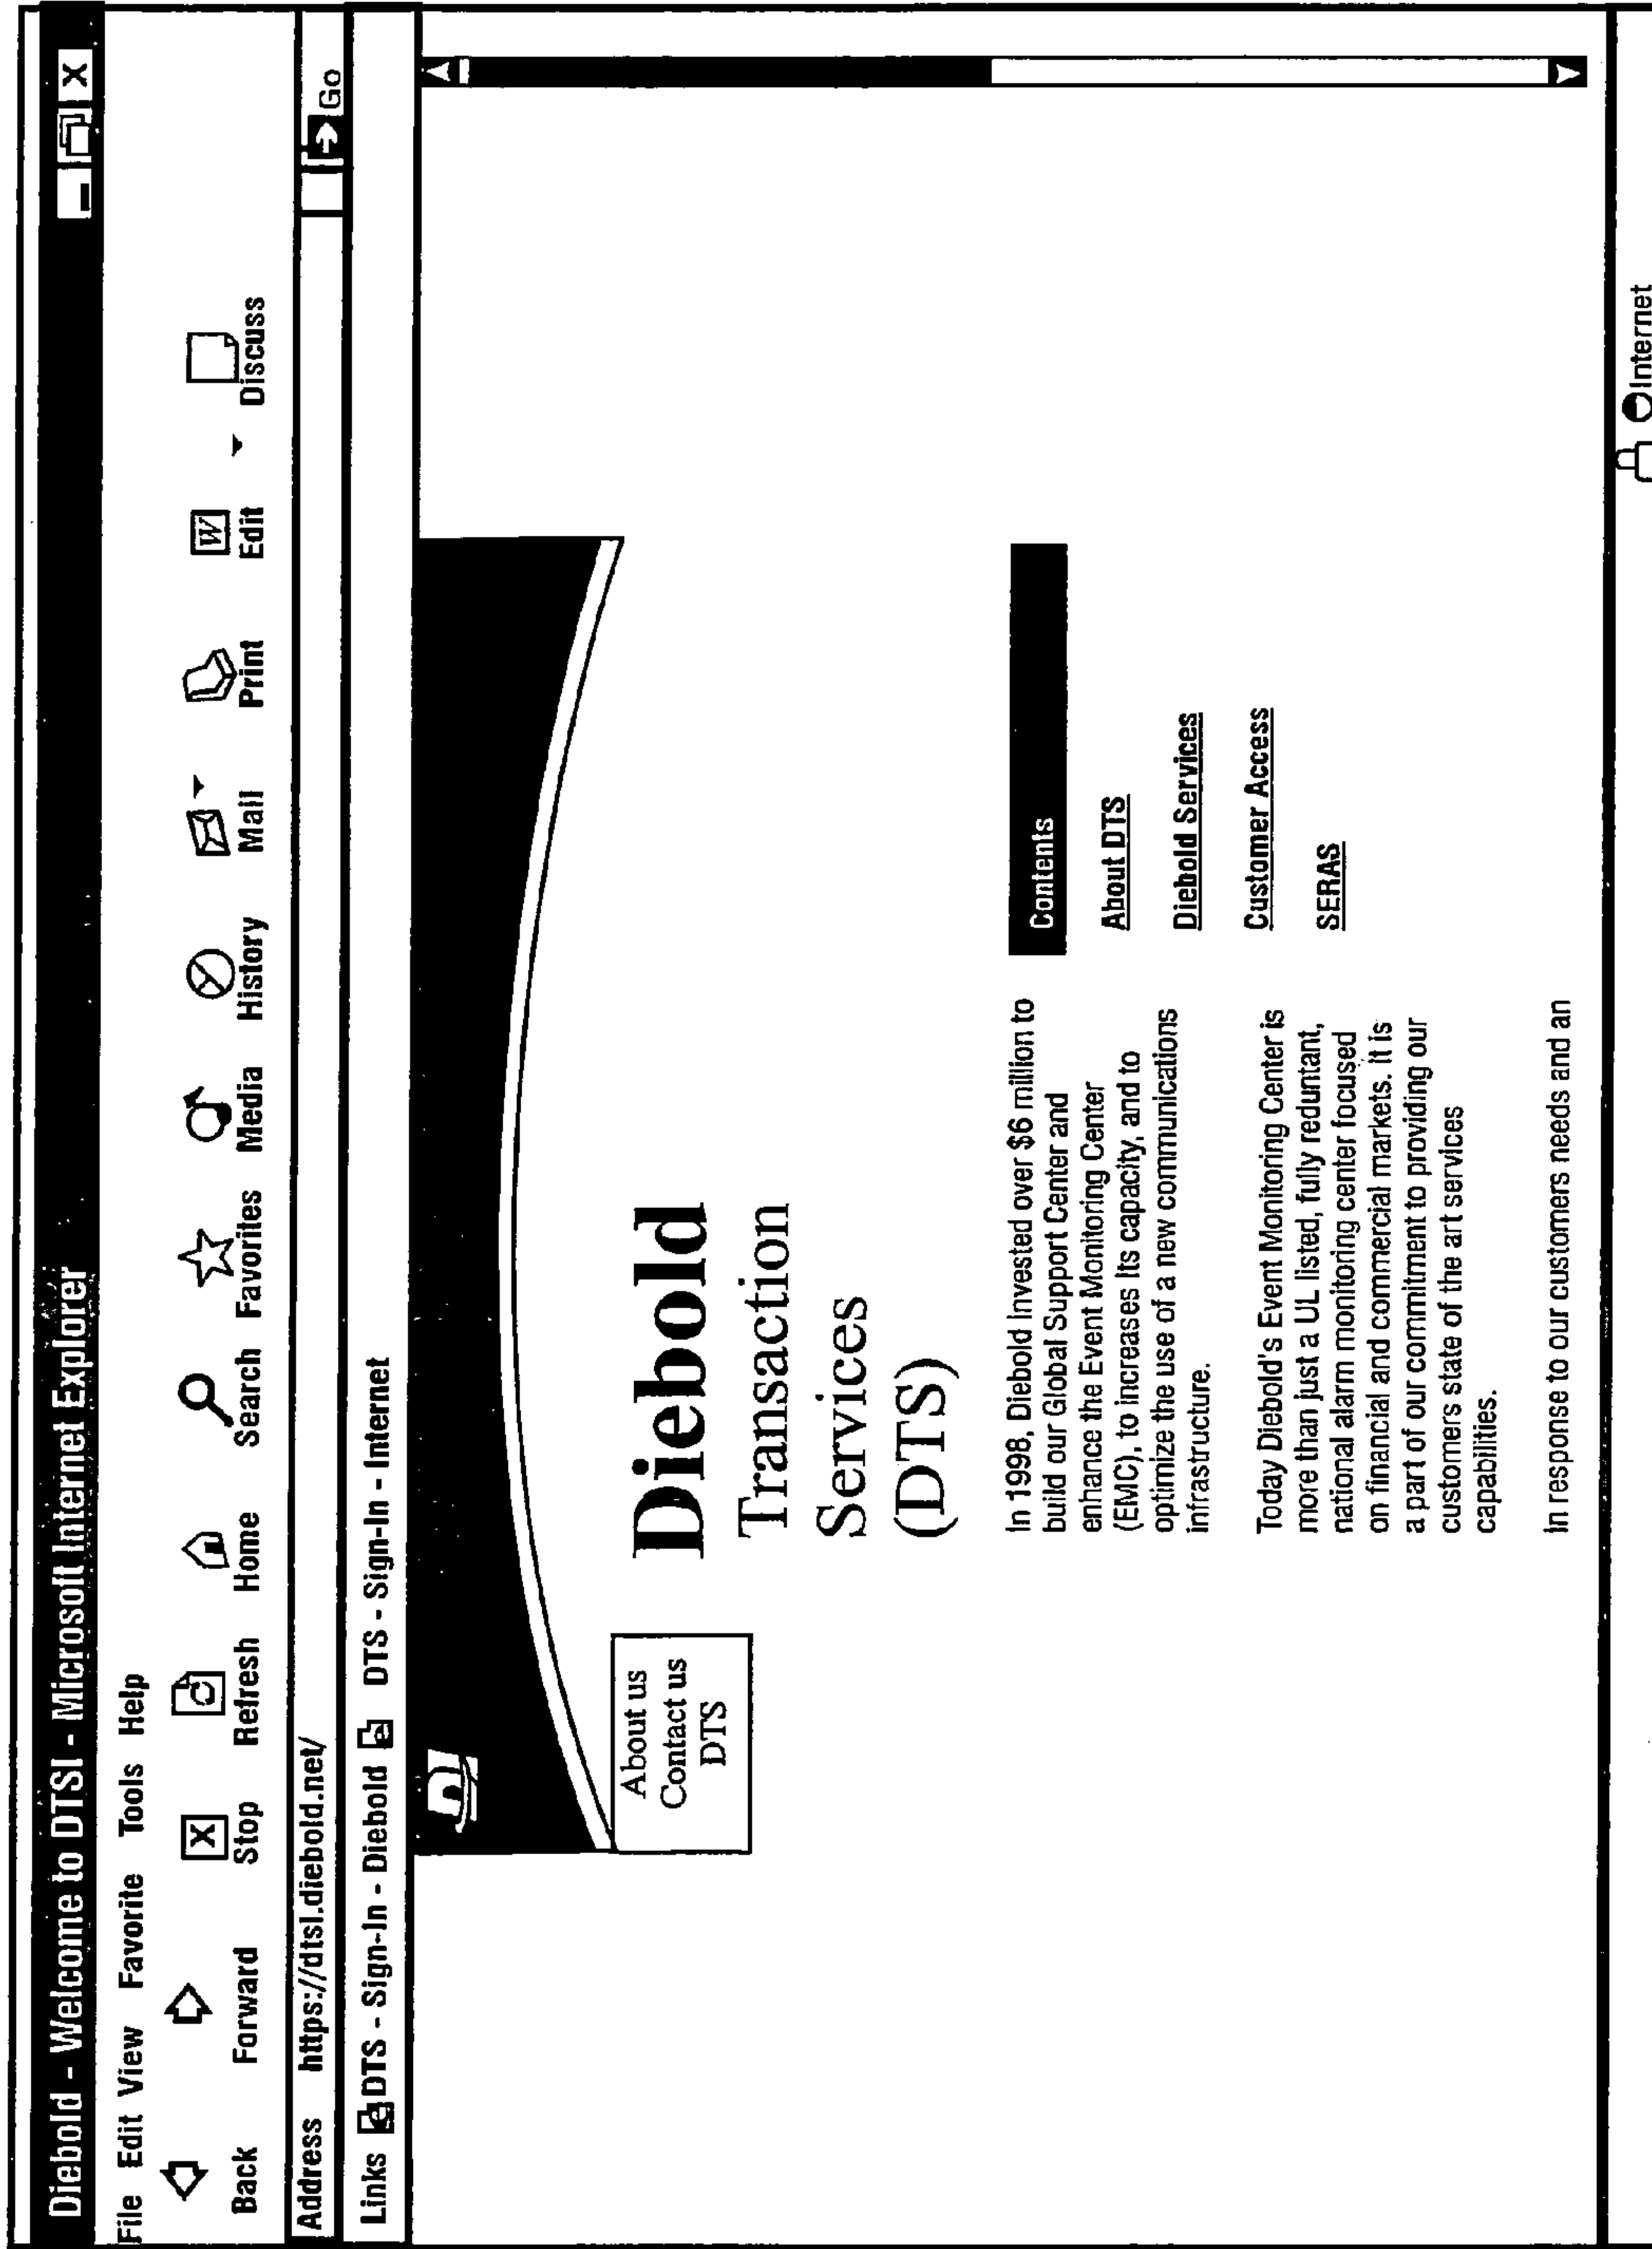 Diebold - Welcome to DTSI - Microsoft Internet Explorer
File Edit View Favorite Tools Help
Back Forward Stop Refresh Home Search Favorites Media History Mail Print Edit Discuss
Address https://dtsl.diebold.net/ Go
Links DTS - Sign-In - Diebold DTS - Sign-In - Internet
About us
Contact us
DTS
Diebold
Transaction
Services
(DTS)
In 1998, Diebold Invested over $6 million to
build our Global Support Center and
enhance the Event Monitoring Center
(EMC), to increases Its capacity, and to
optimize the use of a new communications
infrastructure.
Today Diebold's Event Monitoring Center is
more than just a UL listed, fully reduntant,
national alarm monitoring center focused
on financial and commercial markets. It is
a part of our commitment to providing our
customers state of the art services
capabilities.
In response to our customers needs and an
Contents
About DTS
Diebold Services
Customer Access
SERAS
Internet